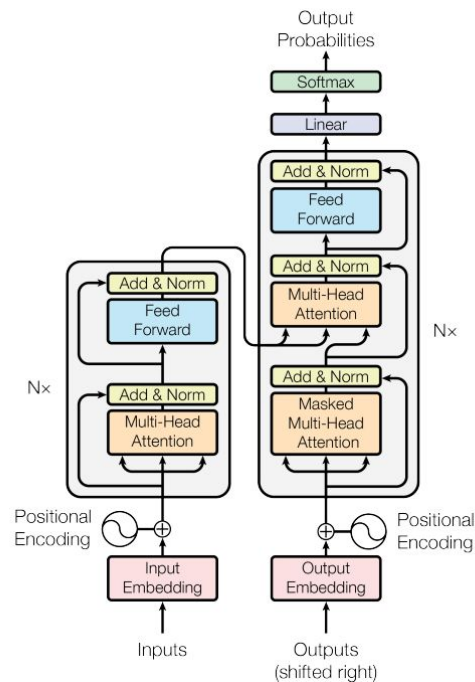 Output
Probabilities
Softmax
Linear
Add & Norm
Feed
Forward
Add & Norm
Multi-Head
Attention
Nx
Add & Norm
Masked
Multi-Head
Attention
Add & Norm
Feed
Forward
Nx
Add & Norm
Multi-Head
Attention
Positional
Encoding
Positional
Encoding
Input
Embedding
Output
Embedding
Inputs
Outputs
(shifted right)